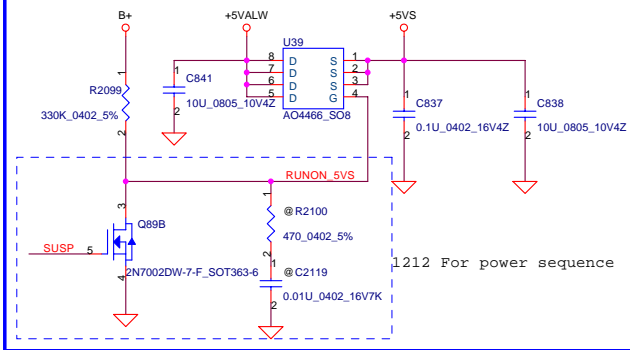 B+
+5VALW
+5VS
U39
8 D S 1
7 D S 2
6 D S 3
5 D G 4
AO4466_SO8
1
C841
10U_0805_10V4Z
2
1
R2099
330K_0402_5%
2
1
C837
0.1U_0402_16V4Z
2
1
C838
10U_0805_10V4Z
2
RUNON_5VS
3
Q89B
SUSP
5
4
2N7002DW-7-F_SOT363-6
1
@R2100
470_0402_5%
2
1
@C2119
0.01U_0402_16V7K
2
1212 For power sequence